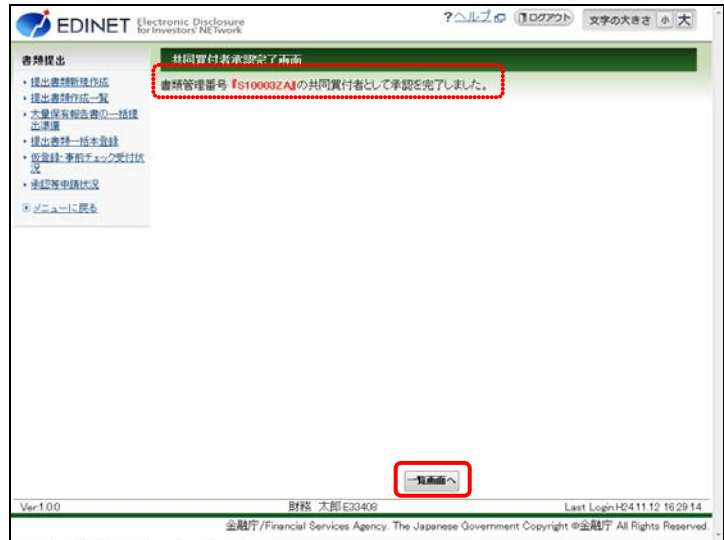 EDINET Electronic Disclosure for Investors' NETwork
?ヘルプ ログアウト 文字の大きさ 小 大
書類提出
・提出書類新規作成
・提出書類作成一覧
・大量保有報告書の一括提
出準備
・提出書類一括本登録
・仮登録・事前チェック受付状
況
・承認等申請状況
メニューに戻る
共同買付者承認完了画面
書類管理番号『S10003ZA』の共同買付者として承認を完了しました。
一覧画面へ
Ver1.0.0 財務 太郎 E33408 Last Login:H24.11.12 16:29:14
金融庁/Financial Services Agency. The Japanese Government Copyright ©金融庁 All Rights Reserved.